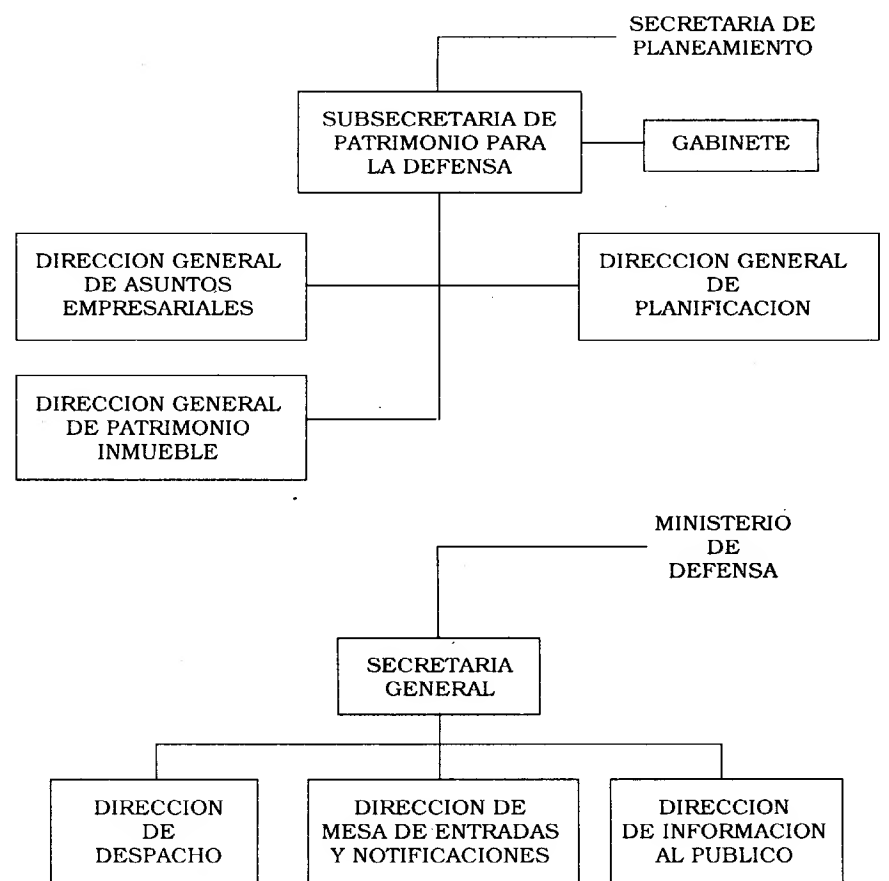 SECRETARIA DE
PLANEAMIENTO
SUBSECRETARIA DE
PATRIMONIO PARA
LA DEFENSA
GABINETE
DIRECCION GENERAL
DE ASUNTOS
EMPRESARIALES
DIRECCION GENERAL
DE
PLANIFICACION
DIRECCION GENERAL
DE PATRIMONIO
INMUEBLE
MINISTERIO
DE
DEFENSA
SECRETARIA
GENERAL
DIRECCION
DE
DESPACHO
DIRECCION DE
MESA DE ENTRADAS
Y NOTIFICACIONES
DIRECCION
DE INFORMACION
AL PUBLICO